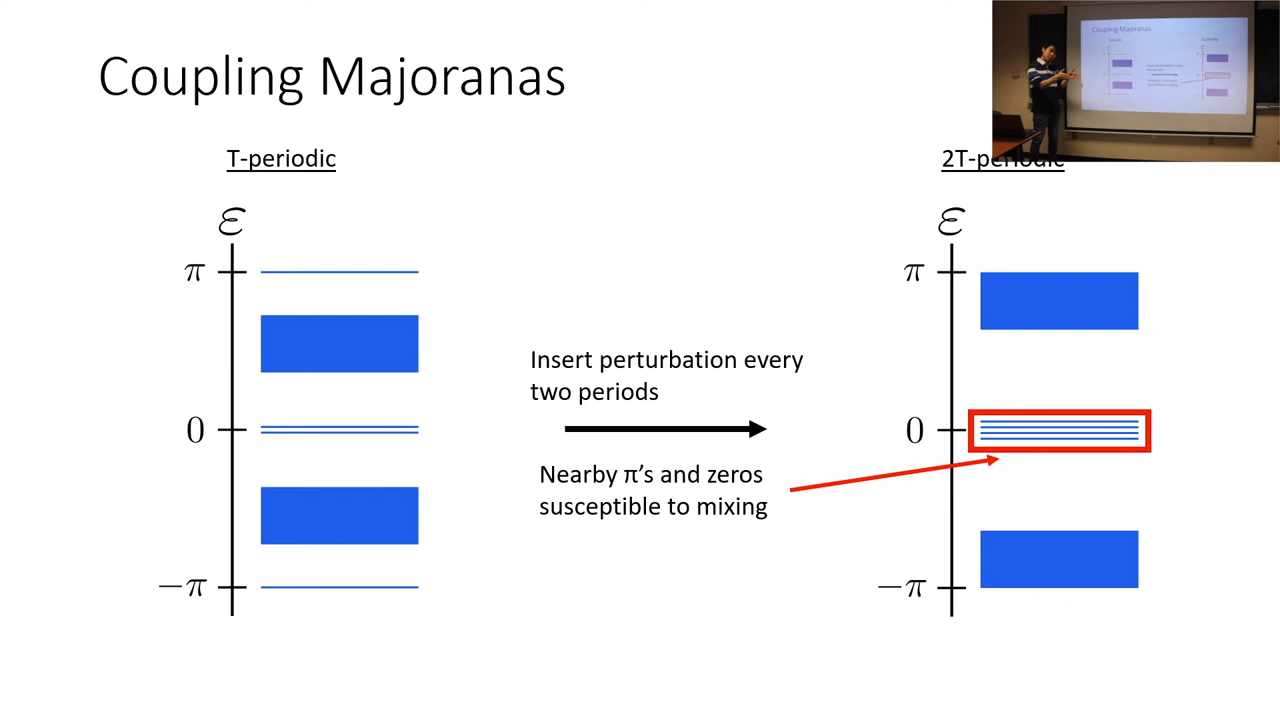 Coupling Majoranas
T-periodic
2T-periodic
ε
π
0
−π
Insert perturbation every
two periods
Nearby π's and zeros
susceptible to mixing
ε
π
0
−π
Coupling Majoranas